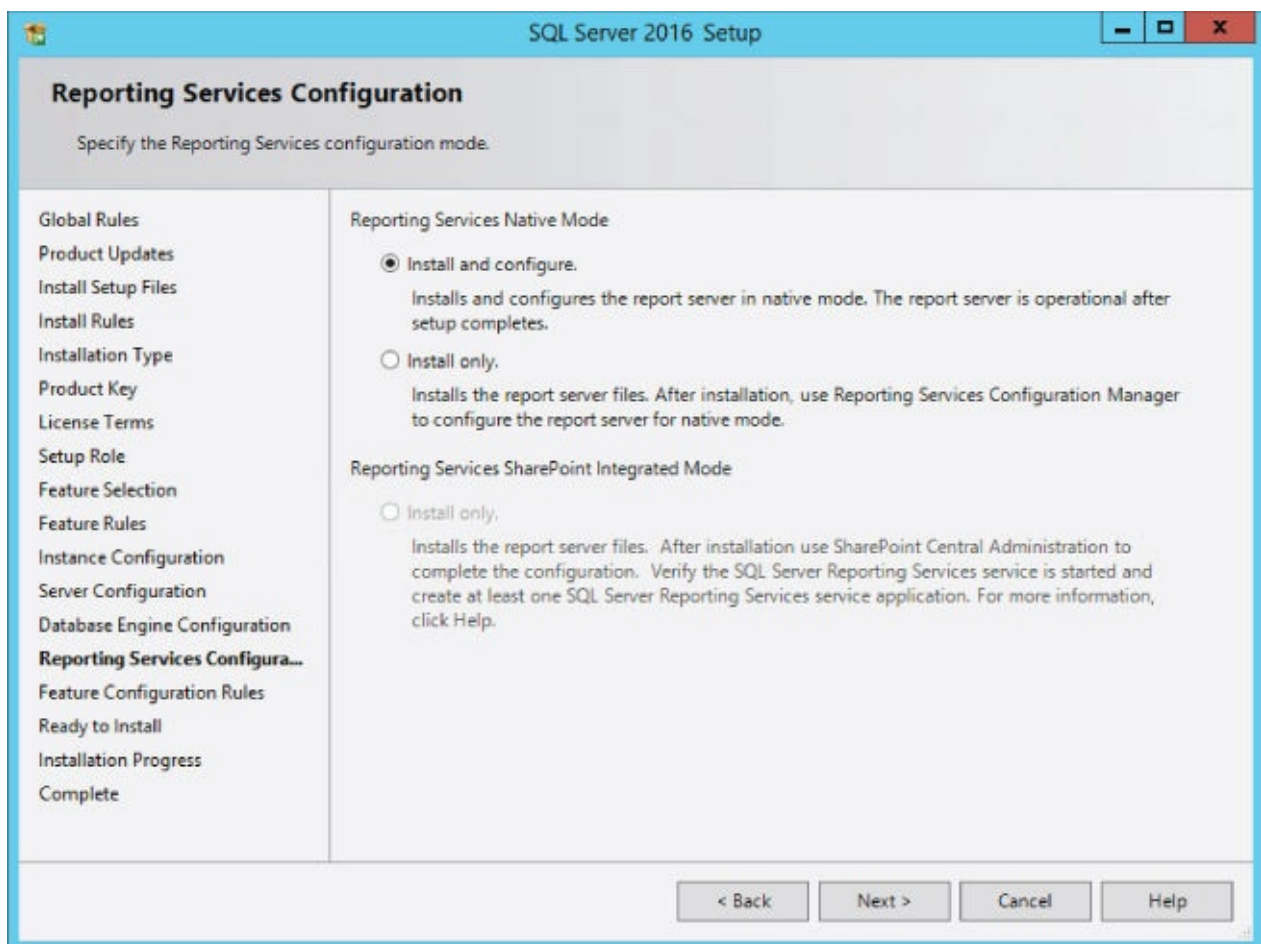 SQL Server 2016 Setup
Reporting Services Configuration
Specify the Reporting Services configuration mode.
Global Rules
Product Updates
Install Setup Files
Install Rules
Installation Type
Product Key
License Terms
Setup Role
Feature Selection
Feature Rules
Instance Configuration
Server Configuration
Database Engine Configuration
Reporting Services Configura...
Feature Configuration Rules
Ready to Install
Installation Progress
Complete
Reporting Services Native Mode
Install and configure.
Installs and configures the report server in native mode. The report server is operational after
setup completes.
Install only.
Installs the report server files. After installation, use Reporting Services Configuration Manager
to configure the report server for native mode.
Reporting Services SharePoint Integrated Mode
Install only.
Installs the report server files. After installation use SharePoint Central Administration to
complete the configuration. Verify the SQL Server Reporting Services service is started and
create at least one SQL Server Reporting Services service application. For more information,
click Help.
< Back
Next >
Cancel
Help